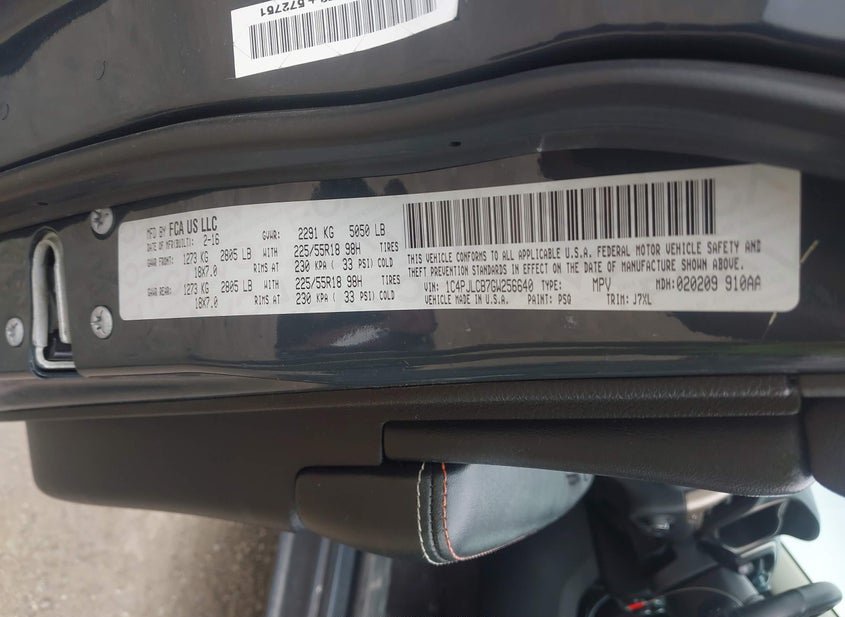 572751
MFD BY FCA US LLC
DATE OF MFR(BUILT): 2-16 GVWR: 2291 KG 5050 LB
GAWR FRONT: 1273 KG 2805 LB WITH 225/55R18 98H TIRES
18X7.0 RIMS AT 230 KPA ( 33 PSI) COLD
GAWR REAR: 1273 KG 2805 LB WITH 225/55R18 98H TIRES
18X7.0 RIMS AT 230 KPA ( 33 PSI) COLD
THIS VEHICLE CONFORMS TO ALL APPLICABLE U.S.A. FEDERAL MOTOR VEHICLE SAFETY AND
THEFT PREVENTION STANDARDS IN EFFECT ON THE DATE OF MANUFACTURE SHOWN ABOVE.
VIN: 1C4PJLCB7GW256640 TYPE: MPV MDH: 020209 910AA
VEHICLE MADE IN U.S.A. PAINT: PSQ TRIM: J7XL